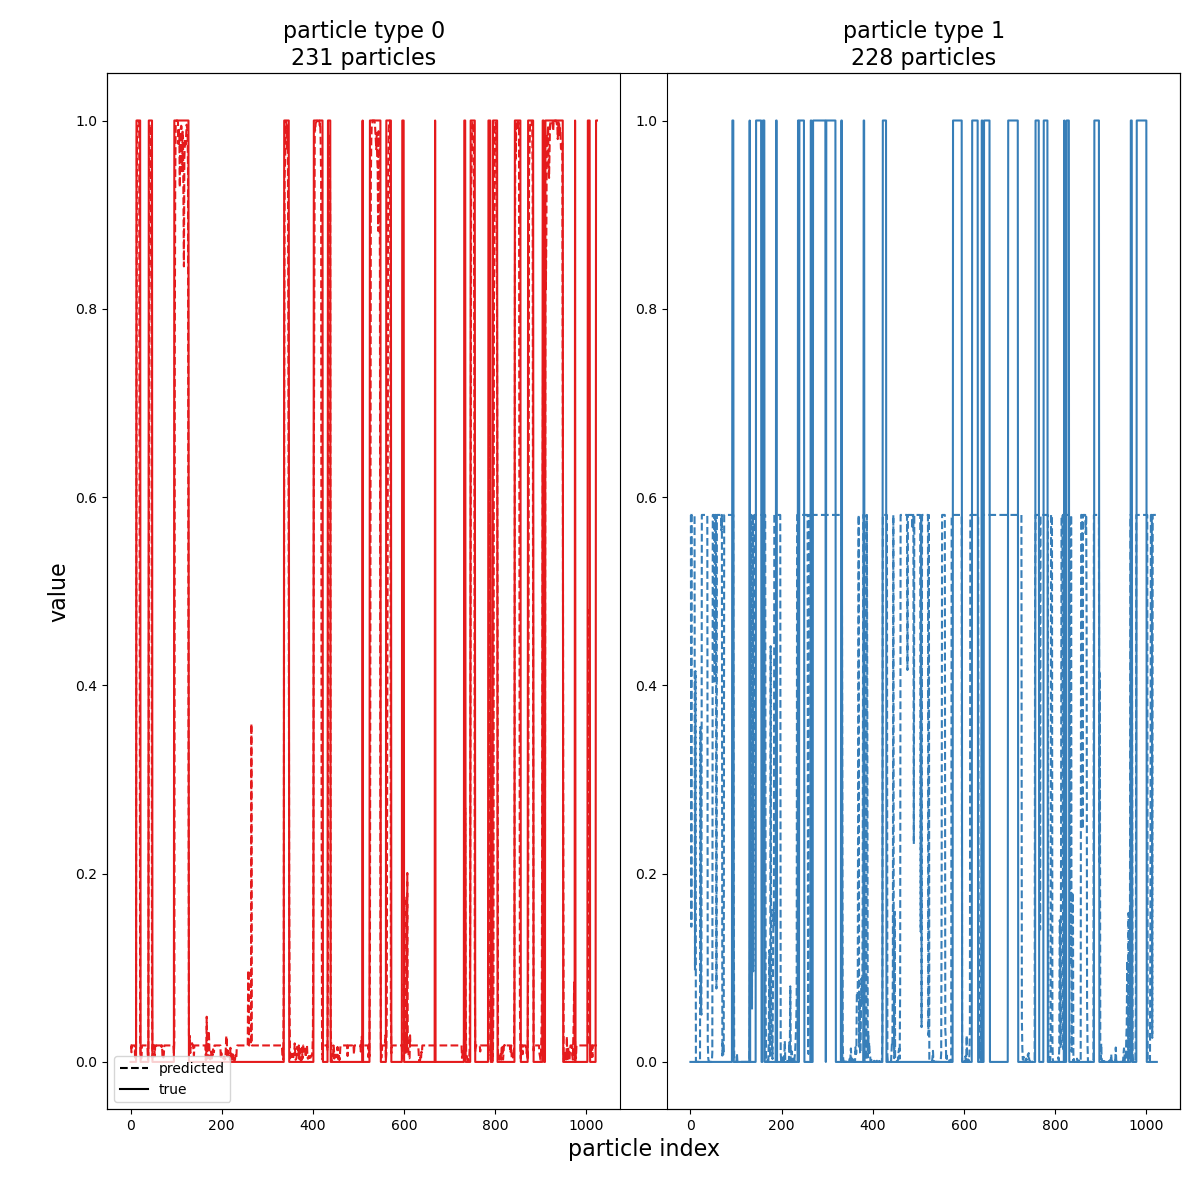 particle type 0
231 particles
particle type 1
228 particles
value
1.0
0.8
0.6
0.4
0.2
0.0
1.0
0.8
0.6
0.4
0.2
0.0
predicted
true
0 200 400 600 800 1000
0 200 400 600 800 1000
particle index